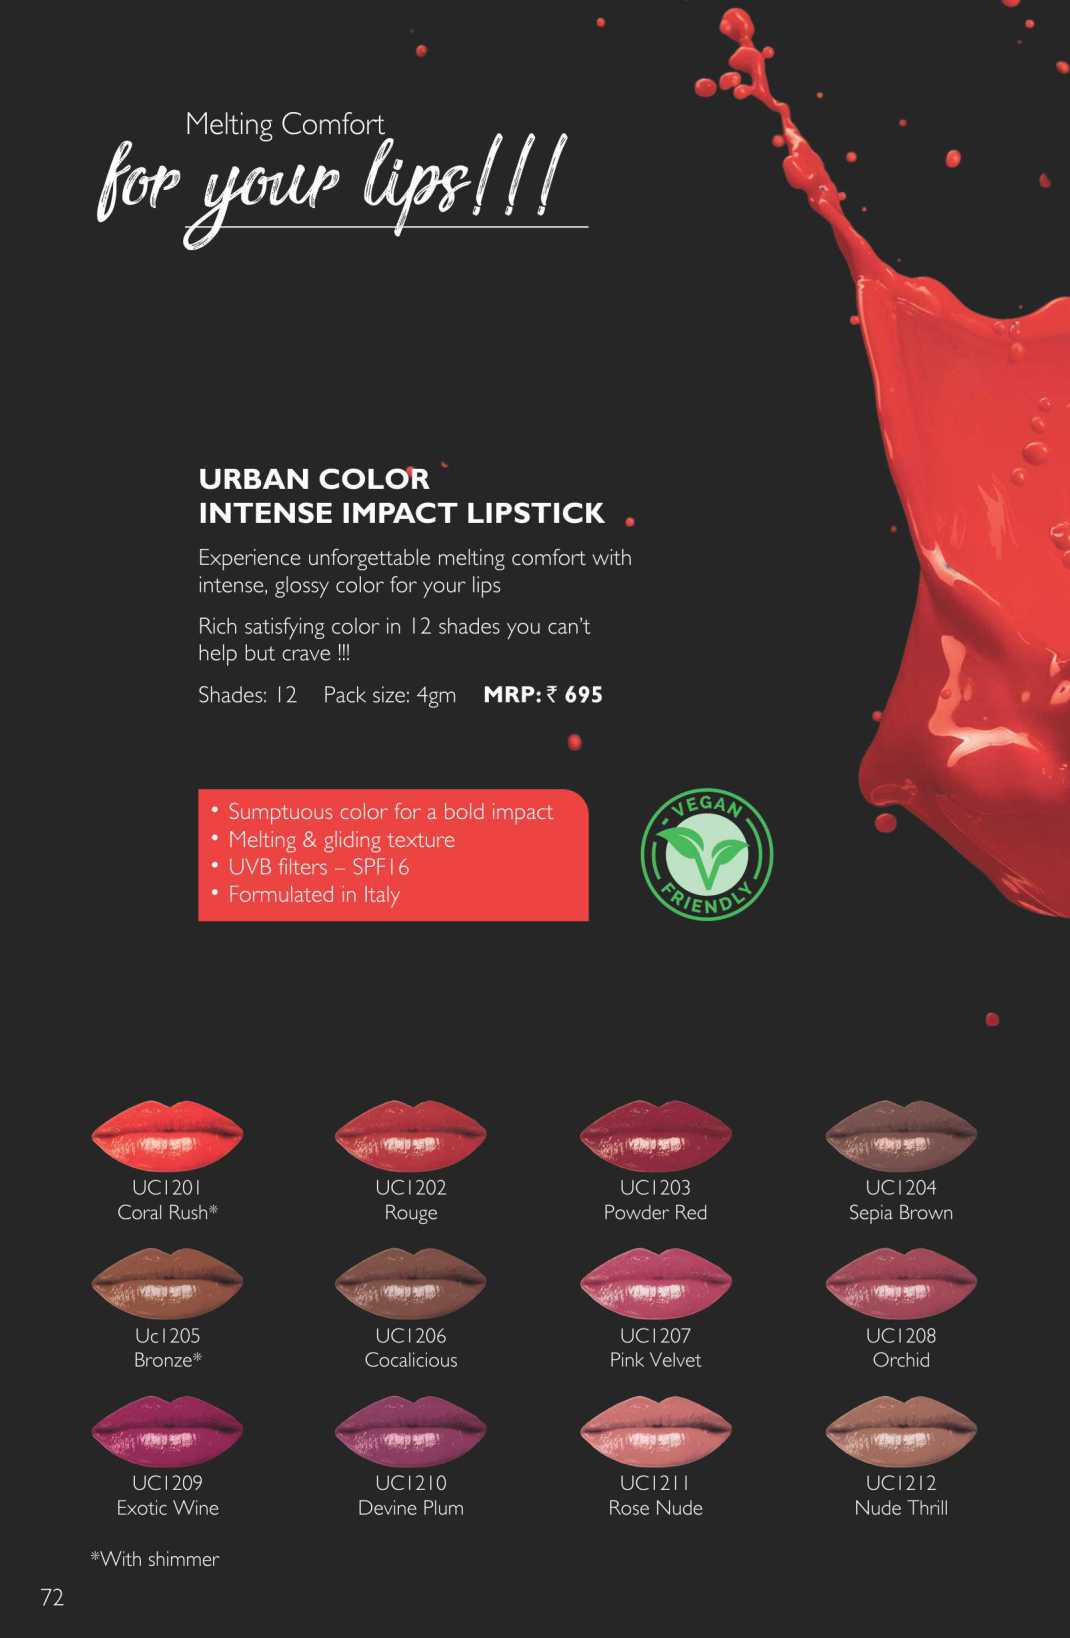 Melting Comfort
for your lips!!!
URBAN COLOR
INTENSE IMPACT LIPSTICK
Experience unforgettable melting comfort with
intense, glossy color for your lips
Rich satisfying color in 12 shades you can't
help but crave !!!
Shades: 12 Pack size: 4gm MRP: ₹ 695
• Sumptuous color for a bold impact
• Melting & gliding texture
• UVB filters – SPF16
• Formulated in Italy
VEGAN
FRIENDLY
UC1201 UC1202 UC1203 UC1204
Coral Rush* Rouge Powder Red Sepia Brown
Uc1205 UC1206 UC1207 UC1208
Bronze* Cocalicious Pink Velvet Orchid
UC1209 UC1210 UC1211 UC1212
Exotic Wine Devine Plum Rose Nude Nude Thrill
*With shimmer
72